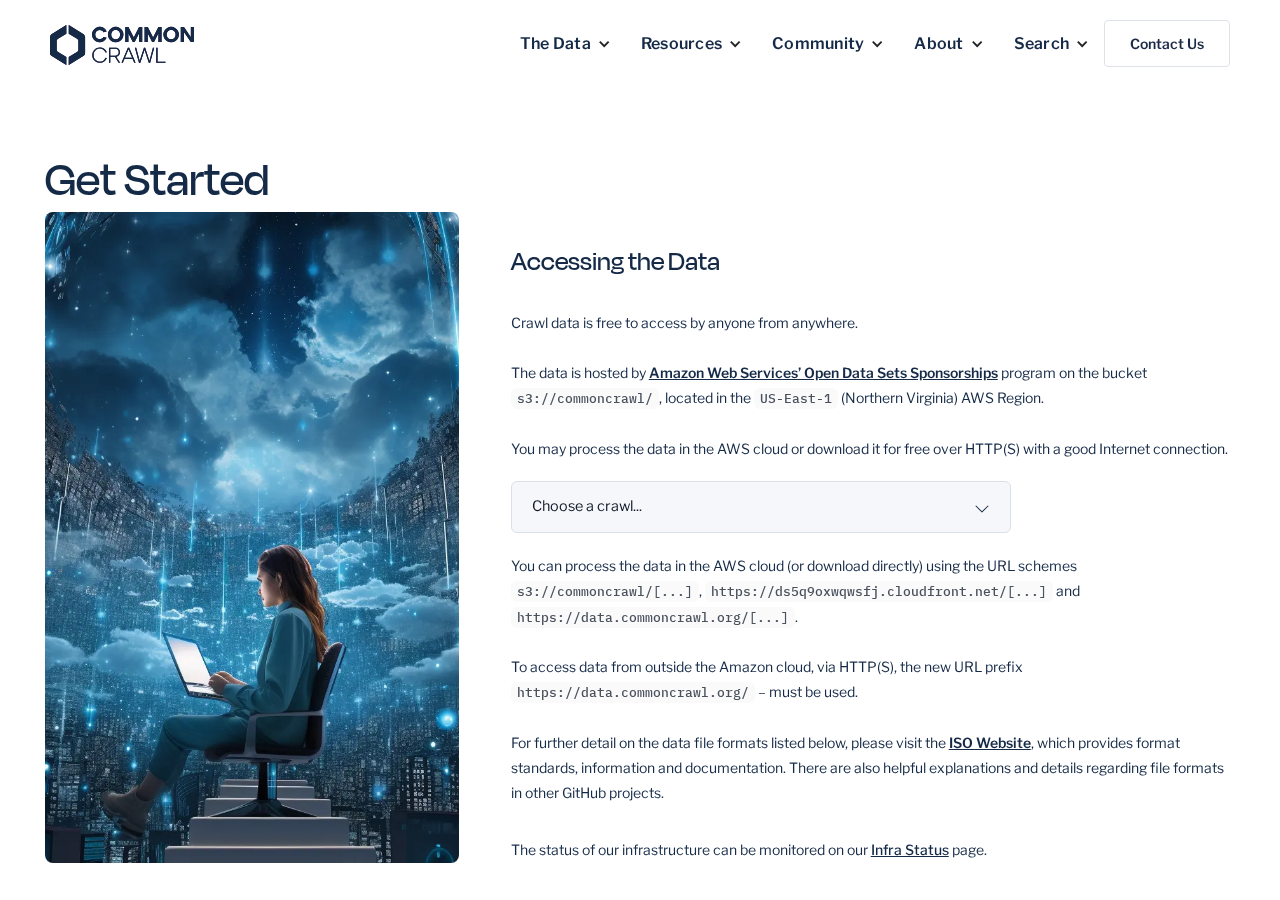 COMMON
CRAWL
The Data
Resources
Community
About
Search
Contact Us
Get Started
Accessing the Data
Crawl data is free to access by anyone from anywhere.
The data is hosted by Amazon Web Services’ Open Data Sets Sponsorships program on the bucket
s3://commoncrawl/ , located in the US-East-1 (Northern Virginia) AWS Region.
You may process the data in the AWS cloud or download it for free over HTTP(S) with a good Internet connection.
Choose a crawl...
You can process the data in the AWS cloud (or download directly) using the URL schemes
s3://commoncrawl/[...] , https://ds5q9oxwqwsfj.cloudfront.net/[...] and
https://data.commoncrawl.org/[...] .
To access data from outside the Amazon cloud, via HTTP(S), the new URL prefix
https://data.commoncrawl.org/ – must be used.
For further detail on the data file formats listed below, please visit the ISO Website, which provides format
standards, information and documentation. There are also helpful explanations and details regarding file formats
in other GitHub projects.
The status of our infrastructure can be monitored on our Infra Status page.